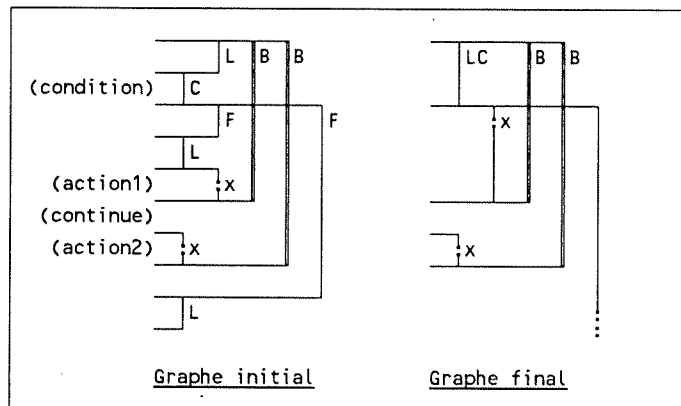 L B B LC B B
(condition) C
F F
x
L
(action1) x
(continue)
(action2) x x
L
Graphe initial Graphe final